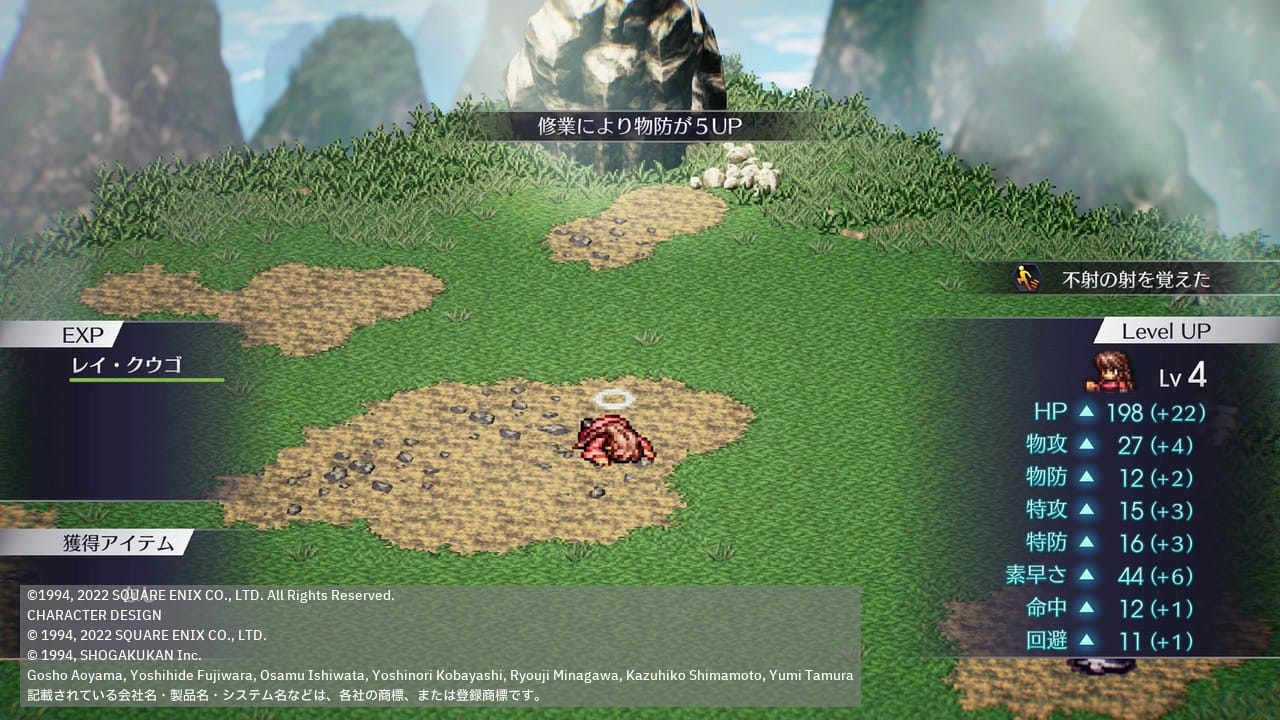 修業により物防が5UP
不射の射を覚えた
EXP
レイ・クウゴ
Level UP
Lv 4
HP ▲ 198 (+22)
物攻 ▲ 27 (+4)
物防 ▲ 12 (+2)
特攻 ▲ 15 (+3)
特防 ▲ 16 (+3)
素早さ ▲ 44 (+6)
命中 ▲ 12 (+1)
回避 ▲ 11 (+1)
獲得アイテム
©1994, 2022 SQUARE ENIX CO., LTD. All Rights Reserved.
CHARACTER DESIGN
© 1994, 2022 SQUARE ENIX CO., LTD.
© 1994, SHOGAKUKAN Inc.
Gosho Aoyama, Yoshihide Fujiwara, Osamu Ishiwata, Yoshinori Kobayashi, Ryouji Minagawa, Kazuhiko Shimamoto, Yumi Tamura
記載されている会社名・製品名・システム名などは、各社の商標、または登録商標です。